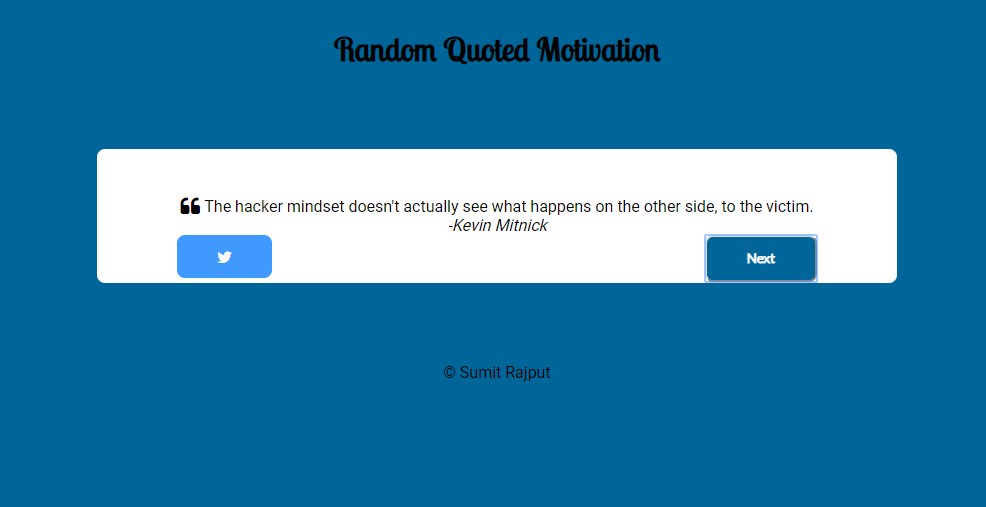 Random Quoted Motivation
❝ The hacker mindset doesn't actually see what happens on the other side, to the victim.
-Kevin Mitnick
Next
© Sumit Rajput